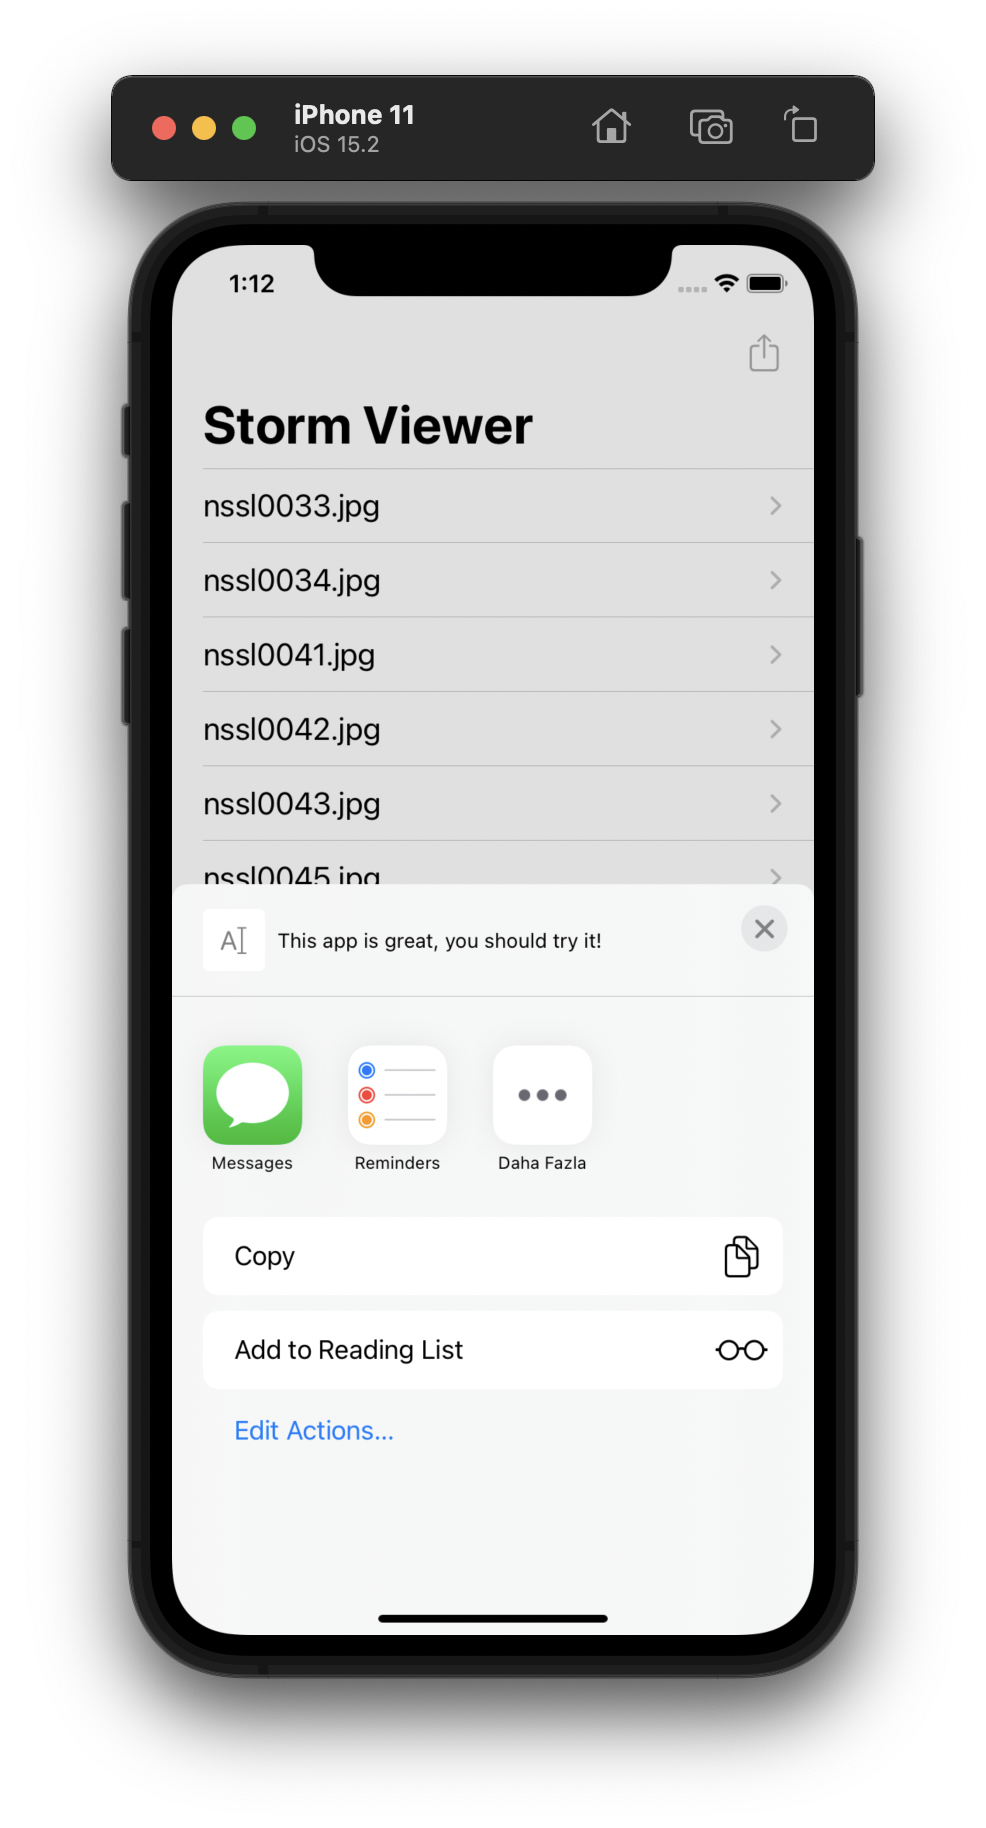 iPhone 11
iOS 15.2
1:12
Storm Viewer
nssl0033.jpg
nssl0034.jpg
nssl0041.jpg
nssl0042.jpg
nssl0043.jpg
nssl0045.jpg
A
This app is great, you should try it!
Messages
Reminders
Daha Fazla
Copy
Add to Reading List
Edit Actions...